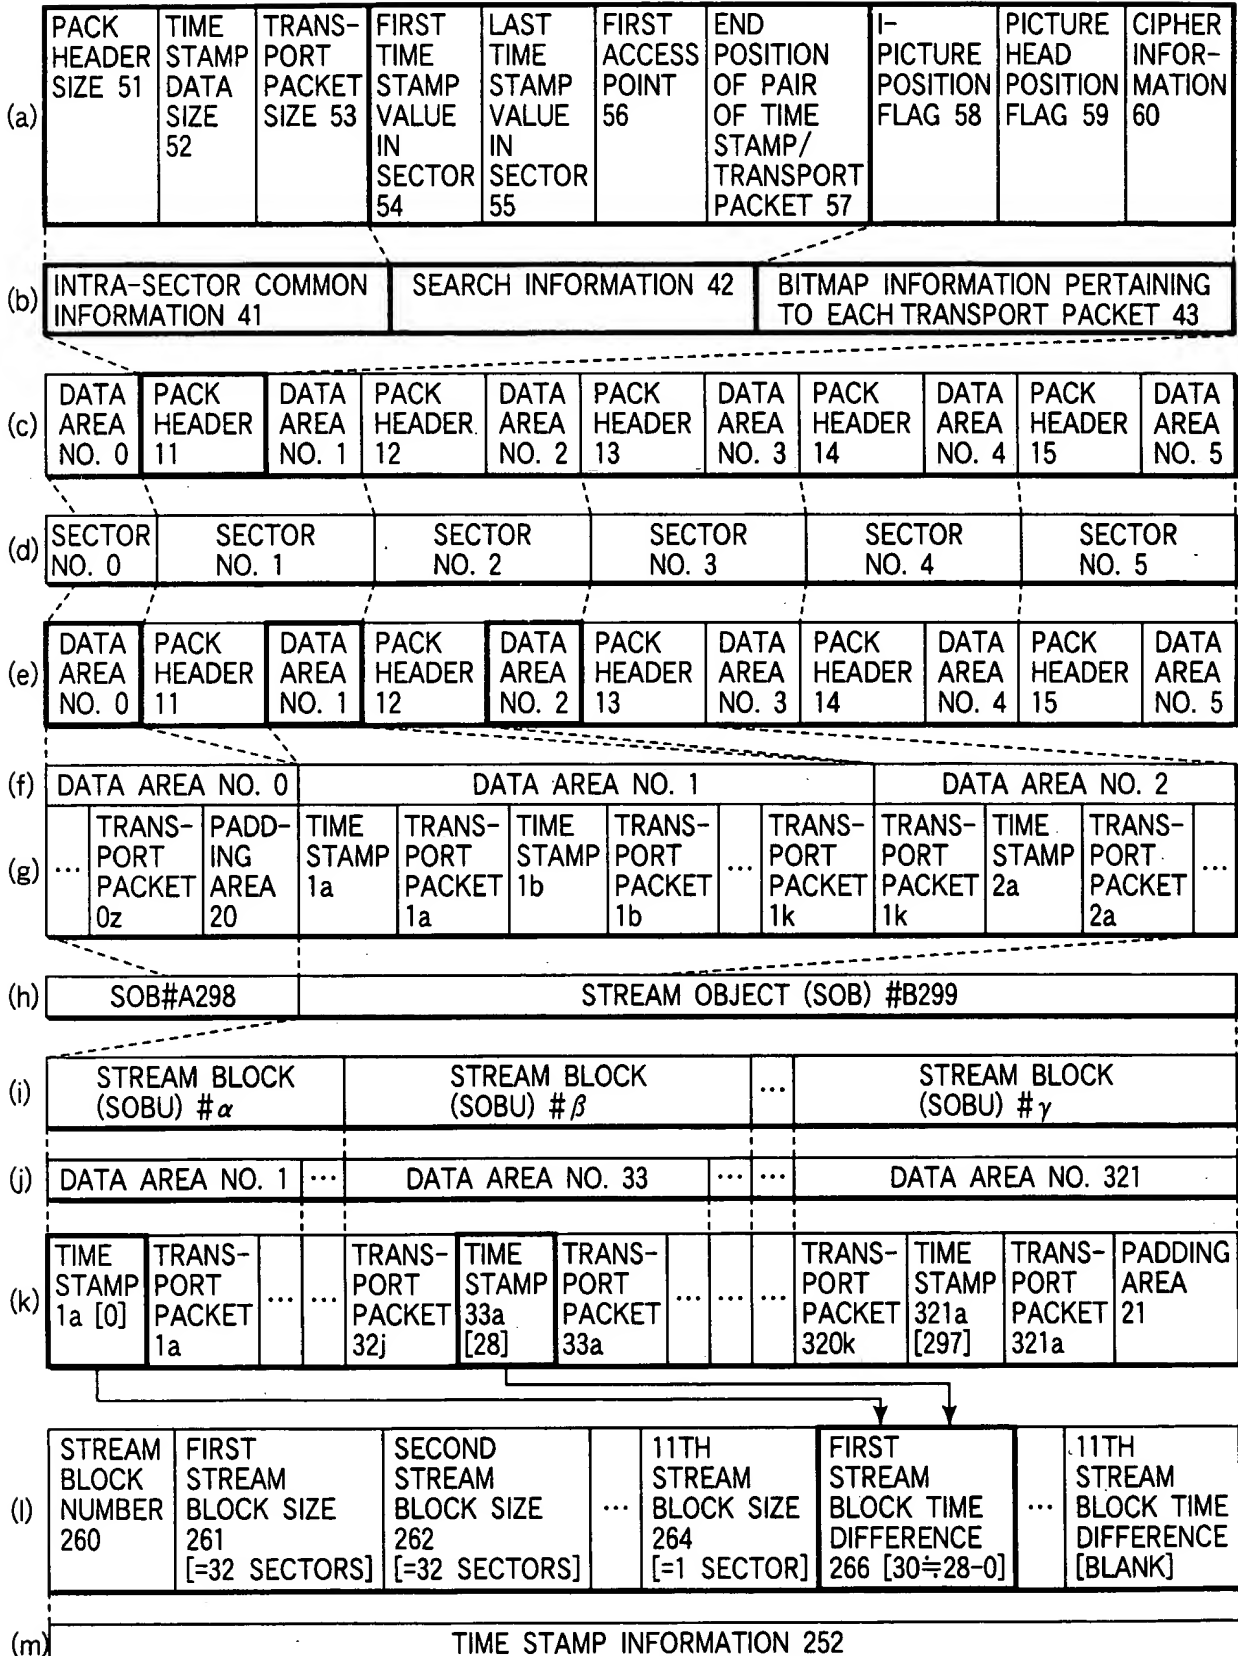 (a)
PACK
HEADER
SIZE 51
TIME
STAMP
DATA
SIZE
52
TRANS-
PORT
PACKET
SIZE 53
FIRST
TIME
STAMP
VALUE
IN
SECTOR
54
LAST
TIME
STAMP
VALUE
IN
SECTOR
55
FIRST
ACCESS
POINT
56
END
POSITION
OF PAIR
OF TIME
STAMP/
TRANSPORT
PACKET 57
I-
PICTURE
POSITION
FLAG 58
PICTURE
HEAD
POSITION
FLAG 59
CIPHER
INFOR-
MATION
60
(b)
INTRA-SECTOR COMMON
INFORMATION 41
SEARCH INFORMATION 42
BITMAP INFORMATION PERTAINING
TO EACH TRANSPORT PACKET 43
(c)
DATA
AREA
NO. 0
PACK
HEADER
11
DATA
AREA
NO. 1
PACK
HEADER
12
DATA
AREA
NO. 2
PACK
HEADER
13
DATA
AREA
NO. 3
PACK
HEADER
14
DATA
AREA
NO. 4
PACK
HEADER
15
DATA
AREA
NO. 5
(d)
SECTOR
NO. 0
SECTOR
NO. 1
SECTOR
NO. 2
SECTOR
NO. 3
SECTOR
NO. 4
SECTOR
NO. 5
(e)
DATA
AREA
NO. 0
PACK
HEADER
11
DATA
AREA
NO. 1
PACK
HEADER
12
DATA
AREA
NO. 2
PACK
HEADER
13
DATA
AREA
NO. 3
PACK
HEADER
14
DATA
AREA
NO. 4
PACK
HEADER
15
DATA
AREA
NO. 5
(f)
DATA AREA NO. 0
DATA AREA NO. 1
DATA AREA NO. 2
(g)
...
TRANS-
PORT
PACKET
0z
PADD-
ING
AREA
20
TIME
STAMP
1a
TRANS-
PORT
PACKET
1a
TIME
STAMP
1b
TRANS-
PORT
PACKET
1b
...
TRANS-
PORT
PACKET
1k
TRANS-
PORT
PACKET
1k
TIME
STAMP
2a
TRANS-
PORT
PACKET
2a
...
(h)
SOB#A298
STREAM OBJECT (SOB) #B299
(i)
STREAM BLOCK
(SOBU) #α
STREAM BLOCK
(SOBU) #β
...
STREAM BLOCK
(SOBU) #γ
(j)
DATA AREA NO. 1
...
DATA AREA NO. 33
...
...
DATA AREA NO. 321
(k)
TIME
STAMP
1a [0]
TRANS-
PORT
PACKET
1a
...
...
TRANS-
PORT
PACKET
32j
TIME
STAMP
33a
[28]
TRANS-
PORT
PACKET
33a
...
...
...
TRANS-
PORT
PACKET
320k
TIME
STAMP
321a
[297]
TRANS-
PORT
PACKET
321a
PADDING
AREA
21
(l)
STREAM
BLOCK
NUMBER
260
FIRST
STREAM
BLOCK SIZE
261
[=32 SECTORS]
SECOND
STREAM
BLOCK SIZE
262
[=32 SECTORS]
...
11TH
STREAM
BLOCK SIZE
264
[=1 SECTOR]
FIRST
STREAM
BLOCK TIME
DIFFERENCE
266 [30≒28-0]
...
11TH
STREAM
BLOCK TIME
DIFFERENCE
[BLANK]
(m)
TIME STAMP INFORMATION 252